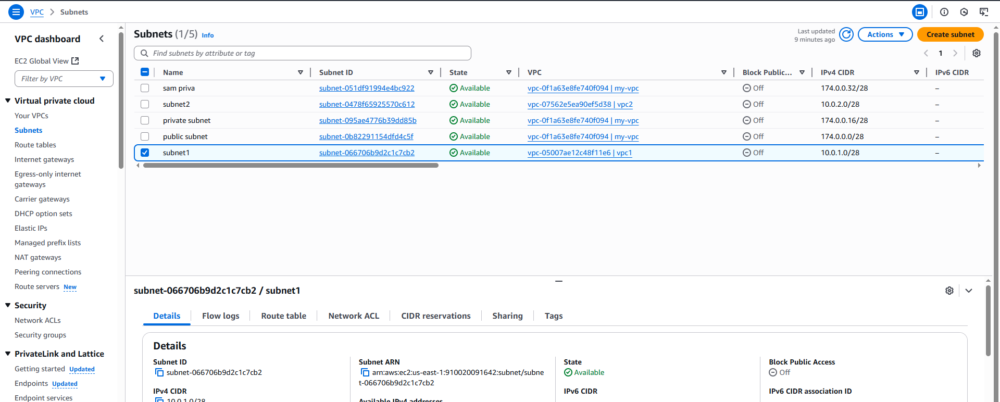 VPC > Subnets
VPC dashboard
EC2 Global View
Filter by VPC
Virtual private cloud
Your VPCs
Subnets
Route tables
Internet gateways
Egress-only internet
gateways
Carrier gateways
DHCP option sets
Elastic IPs
Managed prefix lists
NAT gateways
Peering connections
Route servers New
Security
Network ACLs
Security groups
PrivateLink and Lattice
Getting started Updated
Endpoints Updated
Endpoint services
Subnets (1/5) Info
Last updated
9 minutes ago
Actions
Create subnet
Find subnets by attribute or tag
1
Name Subnet ID State VPC Block Public... IPv4 CIDR IPv6 CIDR
sam priva subnet-051df91994e4bc922 Available vpc-0f1a63e8fe740f094 | my-vpc Off 174.0.0.32/28 –
subnet2 subnet-0478f65925570c612 Available vpc-07562e5ea90ef5d38 | vpc2 Off 10.0.2.0/28 –
private subnet subnet-095ae4776b39dd85b Available vpc-0f1a63e8fe740f094 | my-vpc Off 174.0.0.16/28 –
public subnet subnet-0b82291154dfd4c5f Available vpc-0f1a63e8fe740f094 | my-vpc Off 174.0.0.0/28 –
subnet1 subnet-066706b9d2c1c7cb2 Available vpc-05007ae12c48f11e6 | vpc1 Off 10.0.1.0/28 –
subnet-066706b9d2c1c7cb2 / subnet1
Details Flow logs Route table Network ACL CIDR reservations Sharing Tags
Details
Subnet ID
subnet-066706b9d2c1c7cb2
IPv4 CIDR
10.0.1.0/28
Subnet ARN
arn:aws:ec2:us-east-1:910020091642:subnet/subne
t-066706b9d2c1c7cb2
Available IPv4 addresses
State
Available
IPv6 CIDR
Block Public Access
Off
IPv6 CIDR association ID